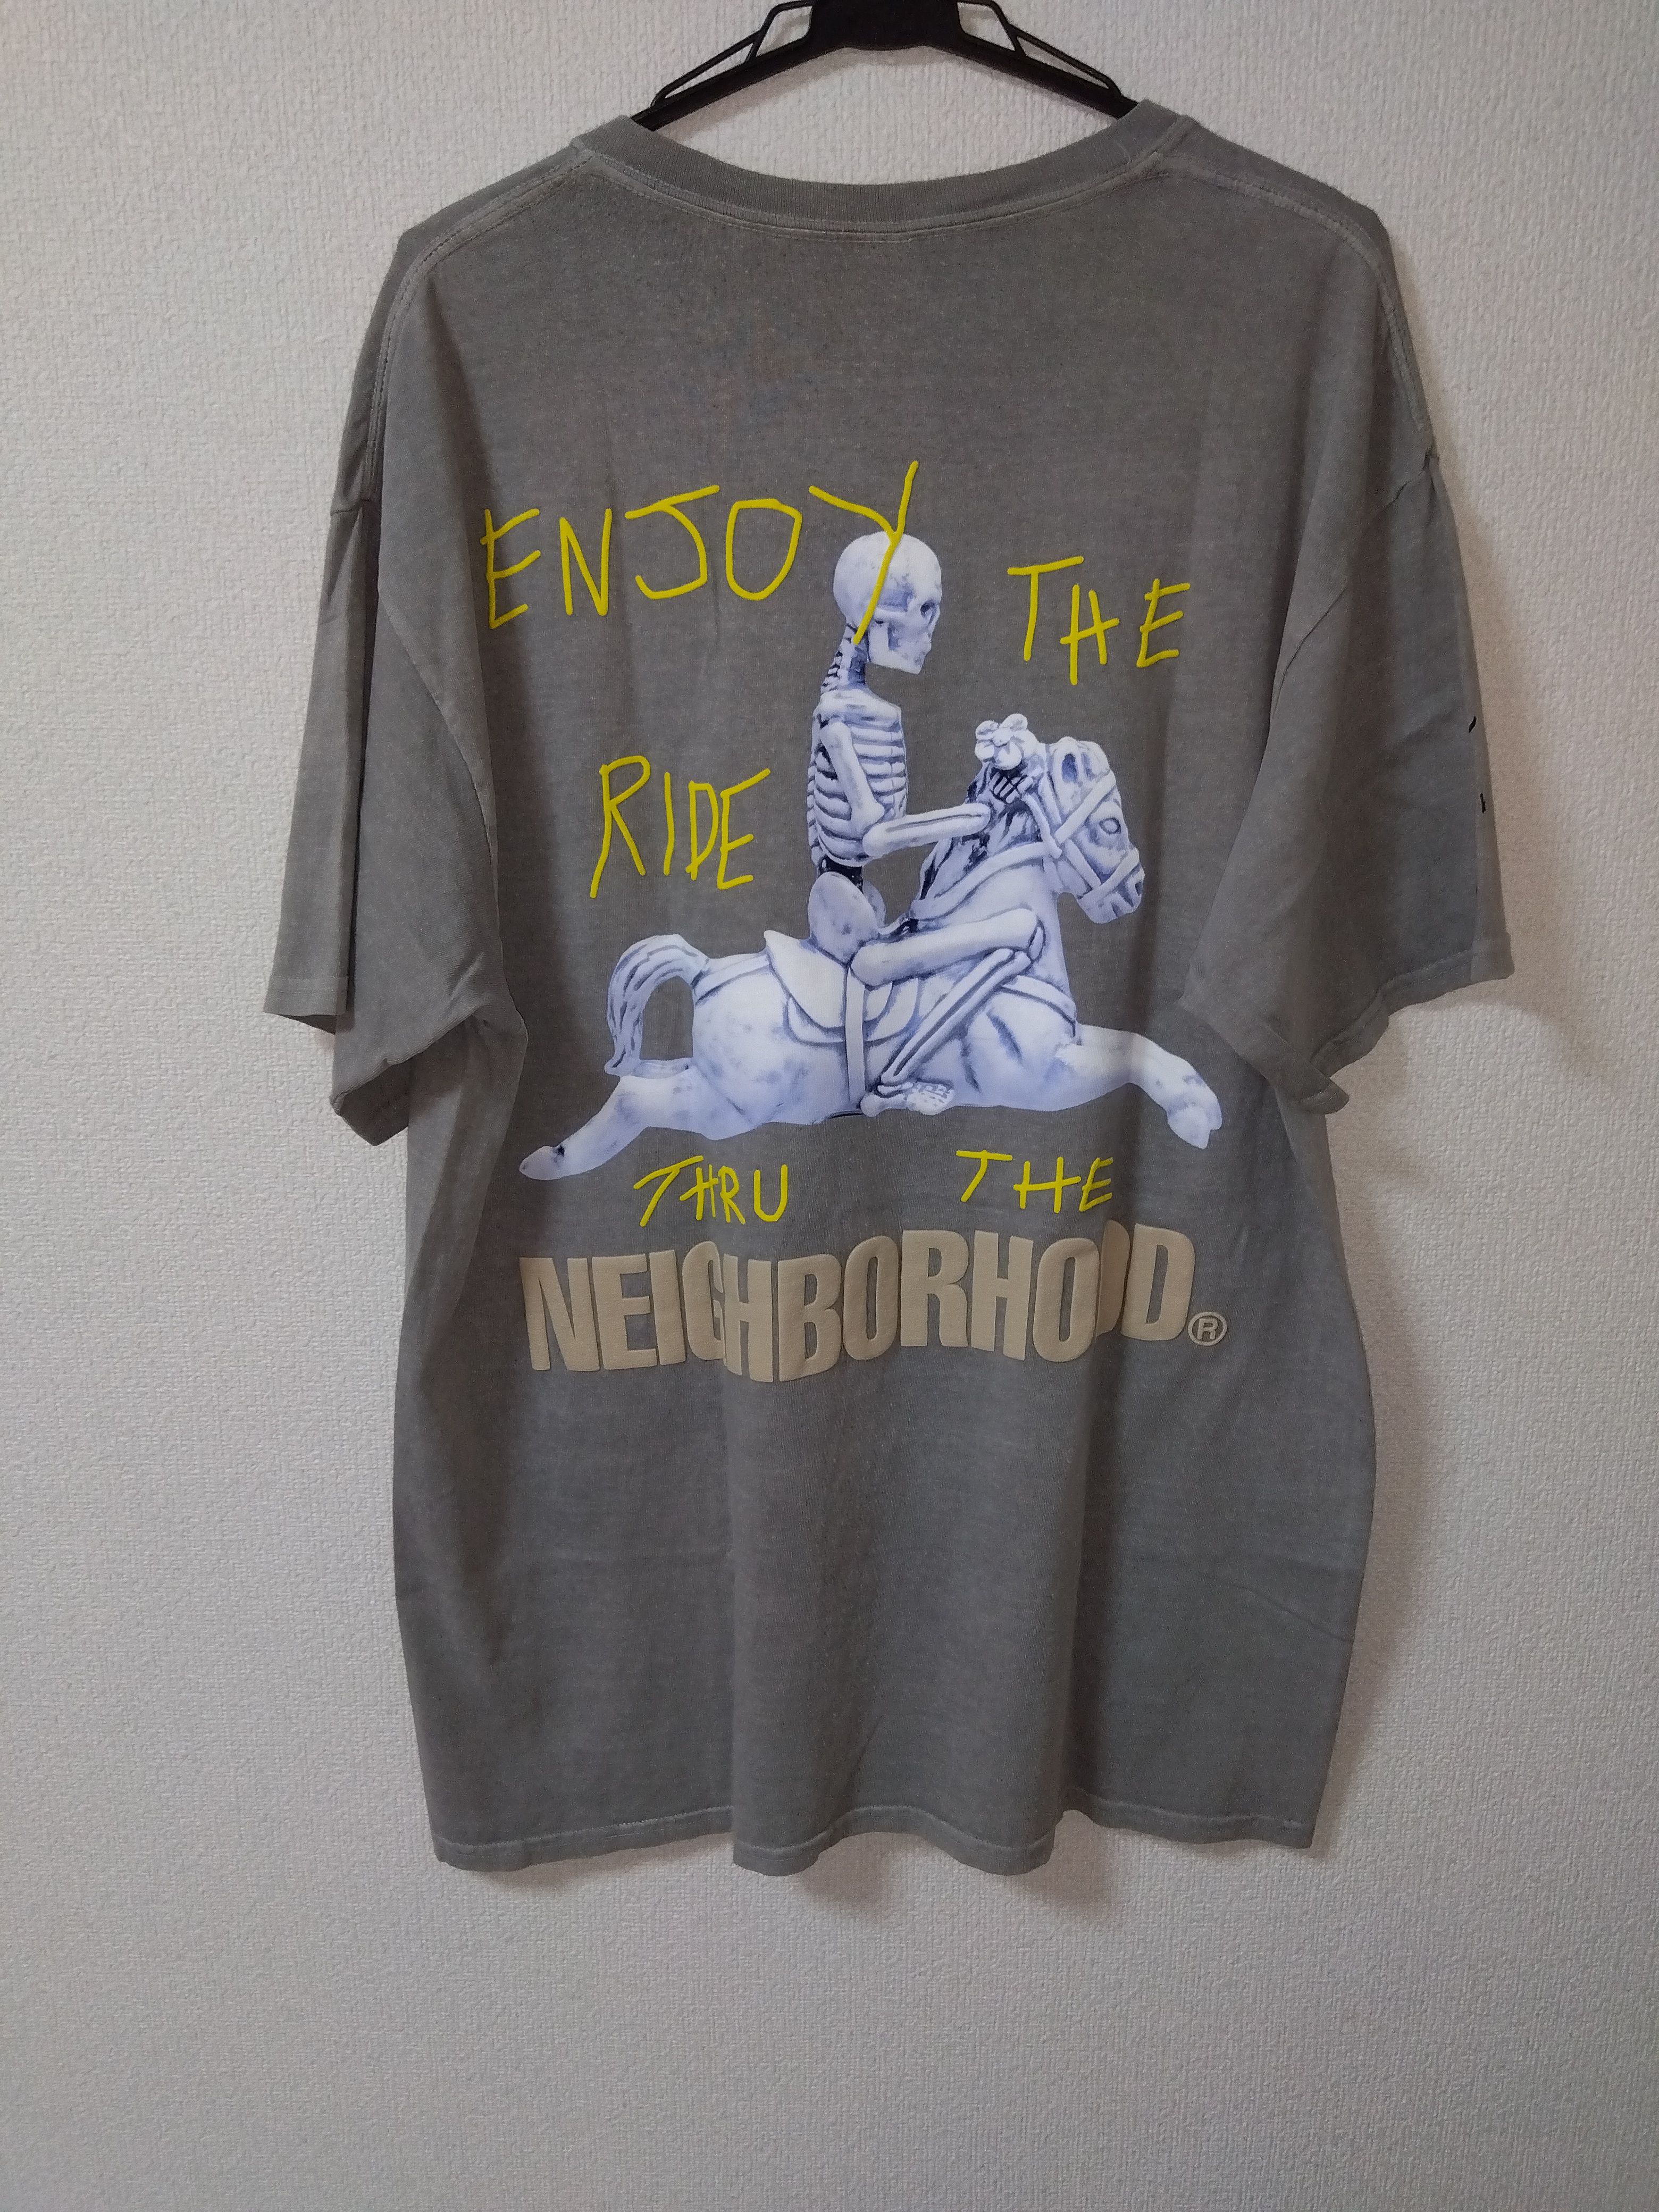 ENJOY THE
RIDE
THRU THE
NEIGHBORHOOD®